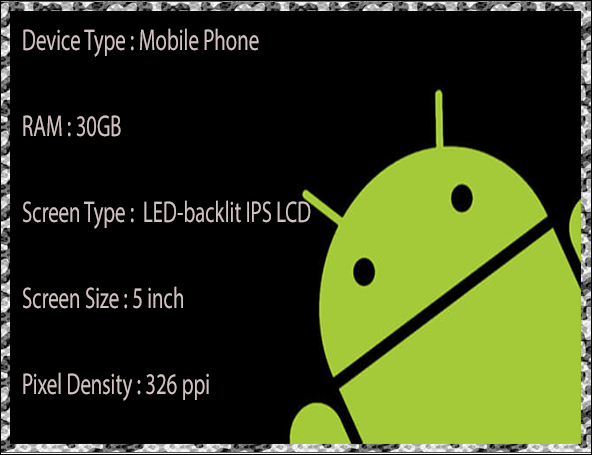 Device Type : Mobile Phone
RAM : 30GB
Screen Type :  LED-backlit IPS LCD
Screen Size : 5 inch
Pixel Density : 326 ppi